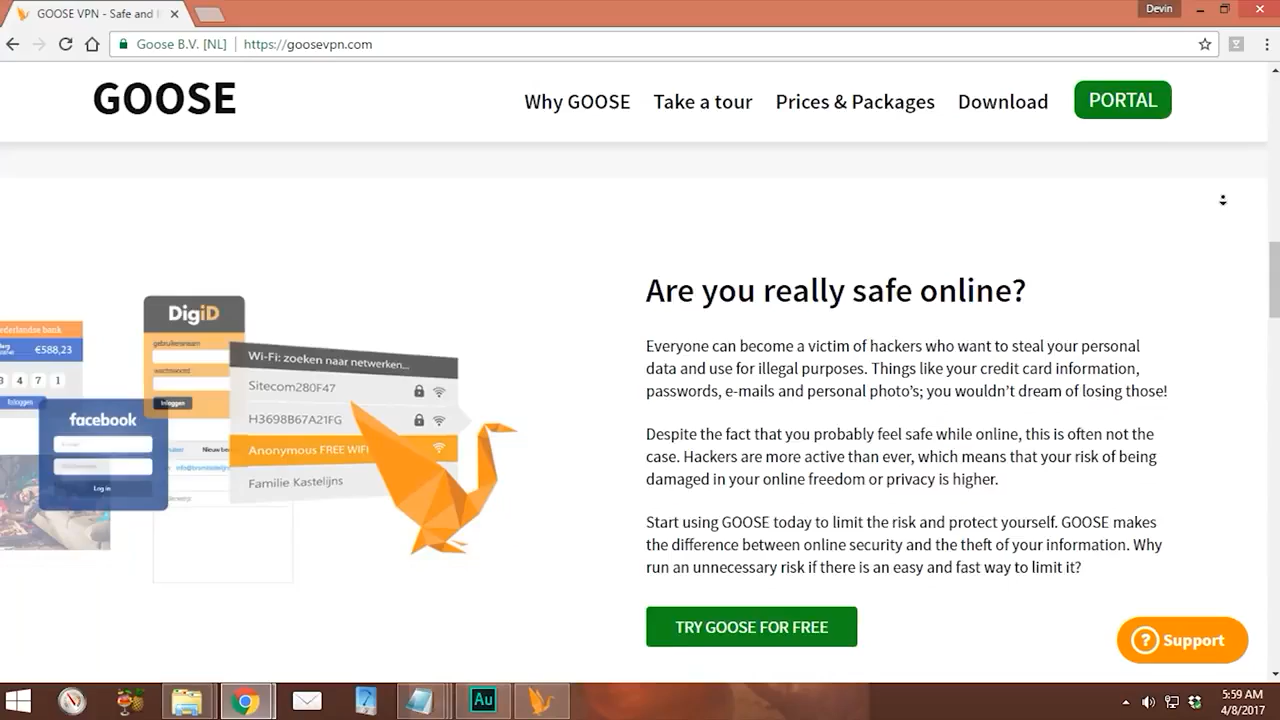 GOOSE VPN - Safe and
Devin
Goose B.V. [NL]
https://goosevpn.com
GOOSE
Why GOOSE
Take a tour
Prices & Packages
Download
PORTAL
Are you really safe online?
Everyone can become a victim of hackers who want to steal your personal
data and use for illegal purposes. Things like your credit card information,
passwords, e-mails and personal photo's; you wouldn't dream of losing those!
Despite the fact that you probably feel safe while online, this is often not the
case. Hackers are more active than ever, which means that your risk of being
damaged in your online freedom or privacy is higher.
Start using GOOSE today to limit the risk and protect yourself. GOOSE makes
the difference between online security and the theft of your information. Why
run an unnecessary risk if there is an easy and fast way to limit it?
TRY GOOSE FOR FREE
? Support
ederlandse bank
€588,23
3 4 7 1
Inloggen
DigiD
gebruikersnaam
wachtwoord
Inloggen
facebook
Log in
Wi-Fi: zoeken naar netwerken...
Sitecom280F47
H3698B67A21FG
Anonymous FREE WIFI
Familie Kastelijns
Au
5:59 AM
4/8/2017